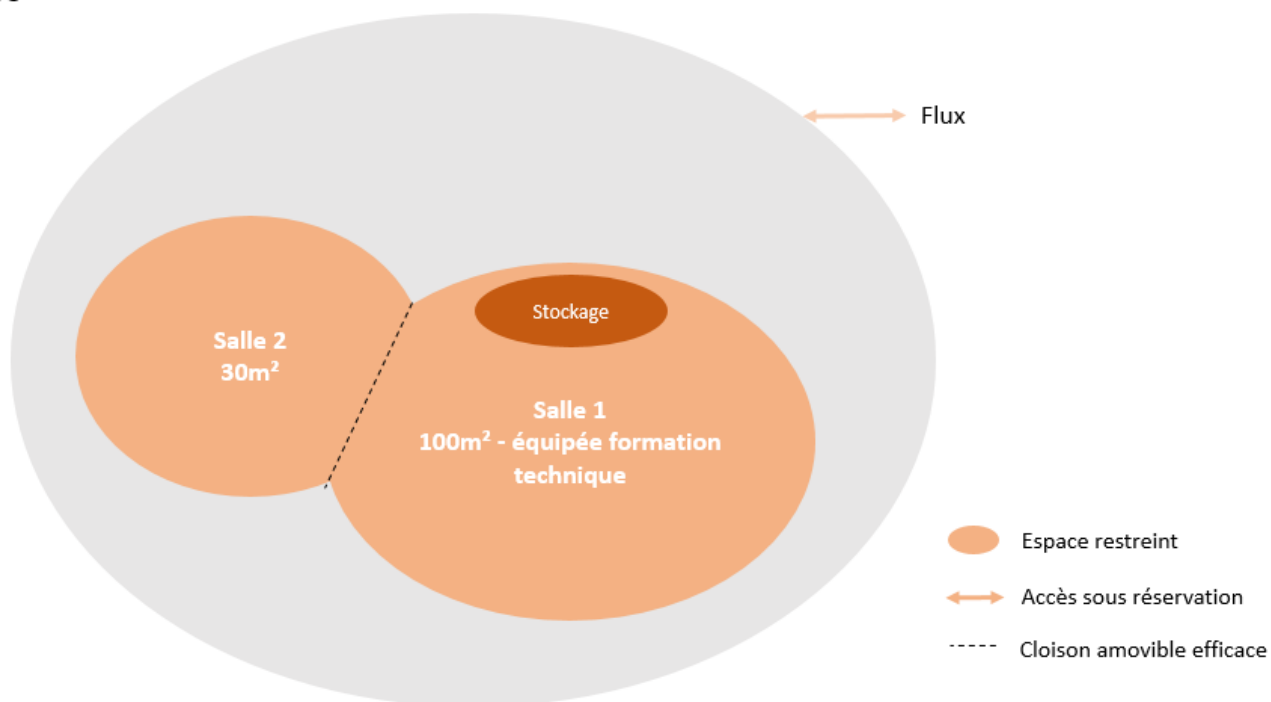 Flux
Stockage
Salle 2
30m²
Salle 1
100m² - équipée formation
technique
Espace restreint
Accès sous réservation
Cloison amovible efficace